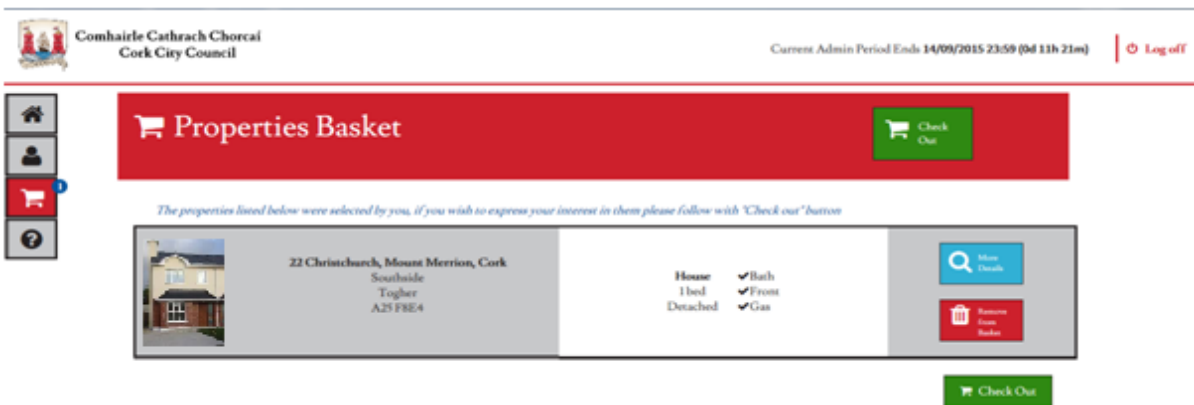 Comhairle Cathrach Chorcaí
Cork City Council
Current Admin Period Ends 14/09/2015 23:59 (0d 11h 21m)
Log off
Properties Basket
Check
Out
1
The properties listed below were selected by you, if you wish to express your interest in them please follow with "Check out" button
22 Christchurch, Mount Merrion, Cork
Southside
Togher
A25 F8E4
House ✔Bath
1 bed ✔Front
Detached ✔Gas
More
Details
Remove
From
Basket
Check Out